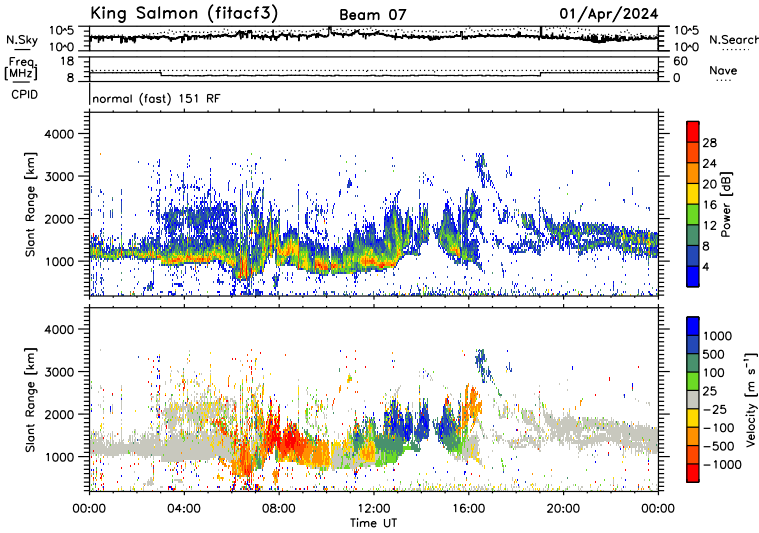 King Salmon (fitacf3) Beam 07 01/Apr/2024
N.Sky 10^5 10^0 10^5 10^0 N.Search
Freq. [MHz] 18 8 60 0 Nave
CPID normal (fast) 151 RF
Slant Range [km]
4000
3000
2000
1000
28
24
20
16
12
8
4
Power [dB]
Slant Range [km]
4000
3000
2000
1000
1000
500
100
25
-25
-100
-500
-1000
Velocity [m s^-1]
00:00 04:00 08:00 12:00 16:00 20:00 00:00
Time UT